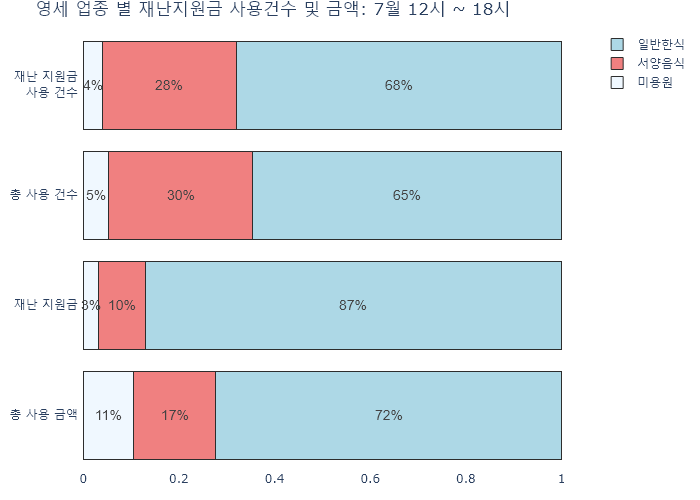 영세 업종 별 재난지원금 사용건수 및 금액: 7월 12시 ~ 18시
일반한식
서양음식
미용원
재난 지원금
사용 건수
4%
28%
68%
총 사용 건수
5%
30%
65%
재난 지원금
3%
10%
87%
총 사용 금액
11%
17%
72%
0
0.2
0.4
0.6
0.8
1